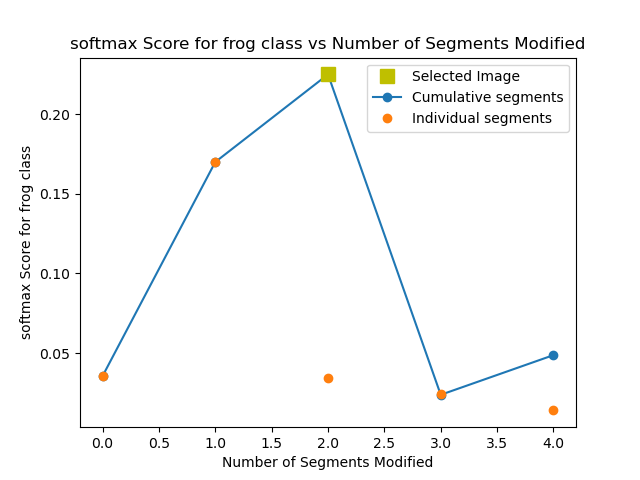 softmax Score for frog class vs Number of Segments Modified
Selected Image
Cumulative segments
Individual segments
softmax Score for frog class
0.20
0.15
0.10
0.05
0.0 0.5 1.0 1.5 2.0 2.5 3.0 3.5 4.0
Number of Segments Modified